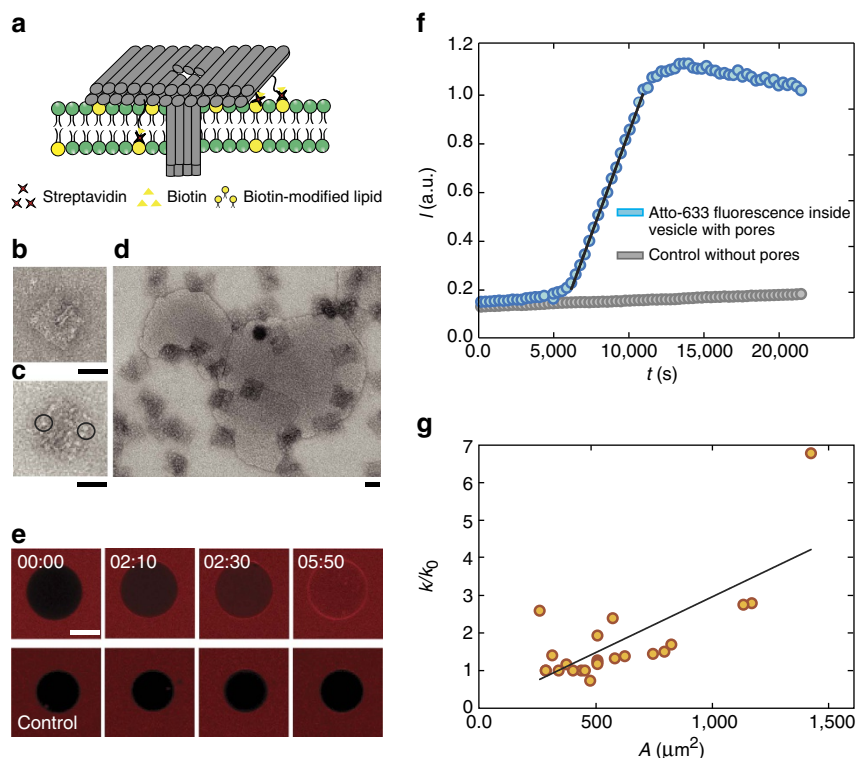 a
Streptavidin
Biotin
Biotin-modified lipid
b
c
d
e
00:00
02:10
02:30
05:50
Control
f
1.2
1.0
0.8
0.6
0.4
0.2
0.0
I (a.u.)
Atto-633 fluorescence inside
vesicle with pores
Control without pores
0
5,000
10,000
15,000
20,000
t (s)
g
7
6
5
4
3
2
1
0
k/k₀
0.0
500
1,000
1,500
A (μm²)